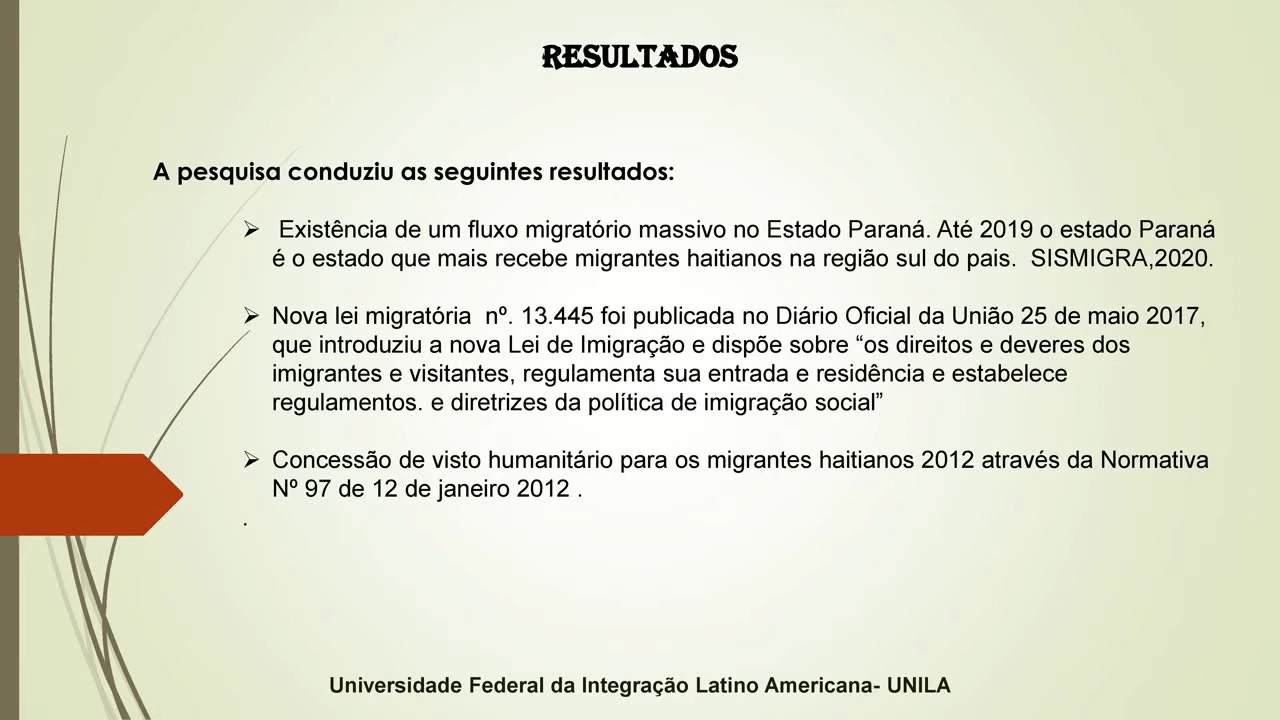 RESULTADOS
A pesquisa conduziu as seguintes resultados:
➢ Existência de um fluxo migratório massivo no Estado Paraná. Até 2019 o estado Paraná
é o estado que mais recebe migrantes haitianos na região sul do pais. SISMIGRA,2020.
➢ Nova lei migratória nº. 13.445 foi publicada no Diário Oficial da União 25 de maio 2017,
que introduziu a nova Lei de Imigração e dispõe sobre “os direitos e deveres dos
imigrantes e visitantes, regulamenta sua entrada e residência e estabelece
regulamentos. e diretrizes da política de imigração social”
➢ Concessão de visto humanitário para os migrantes haitianos 2012 através da Normativa
Nº 97 de 12 de janeiro 2012 .
.
Universidade Federal da Integração Latino Americana- UNILA